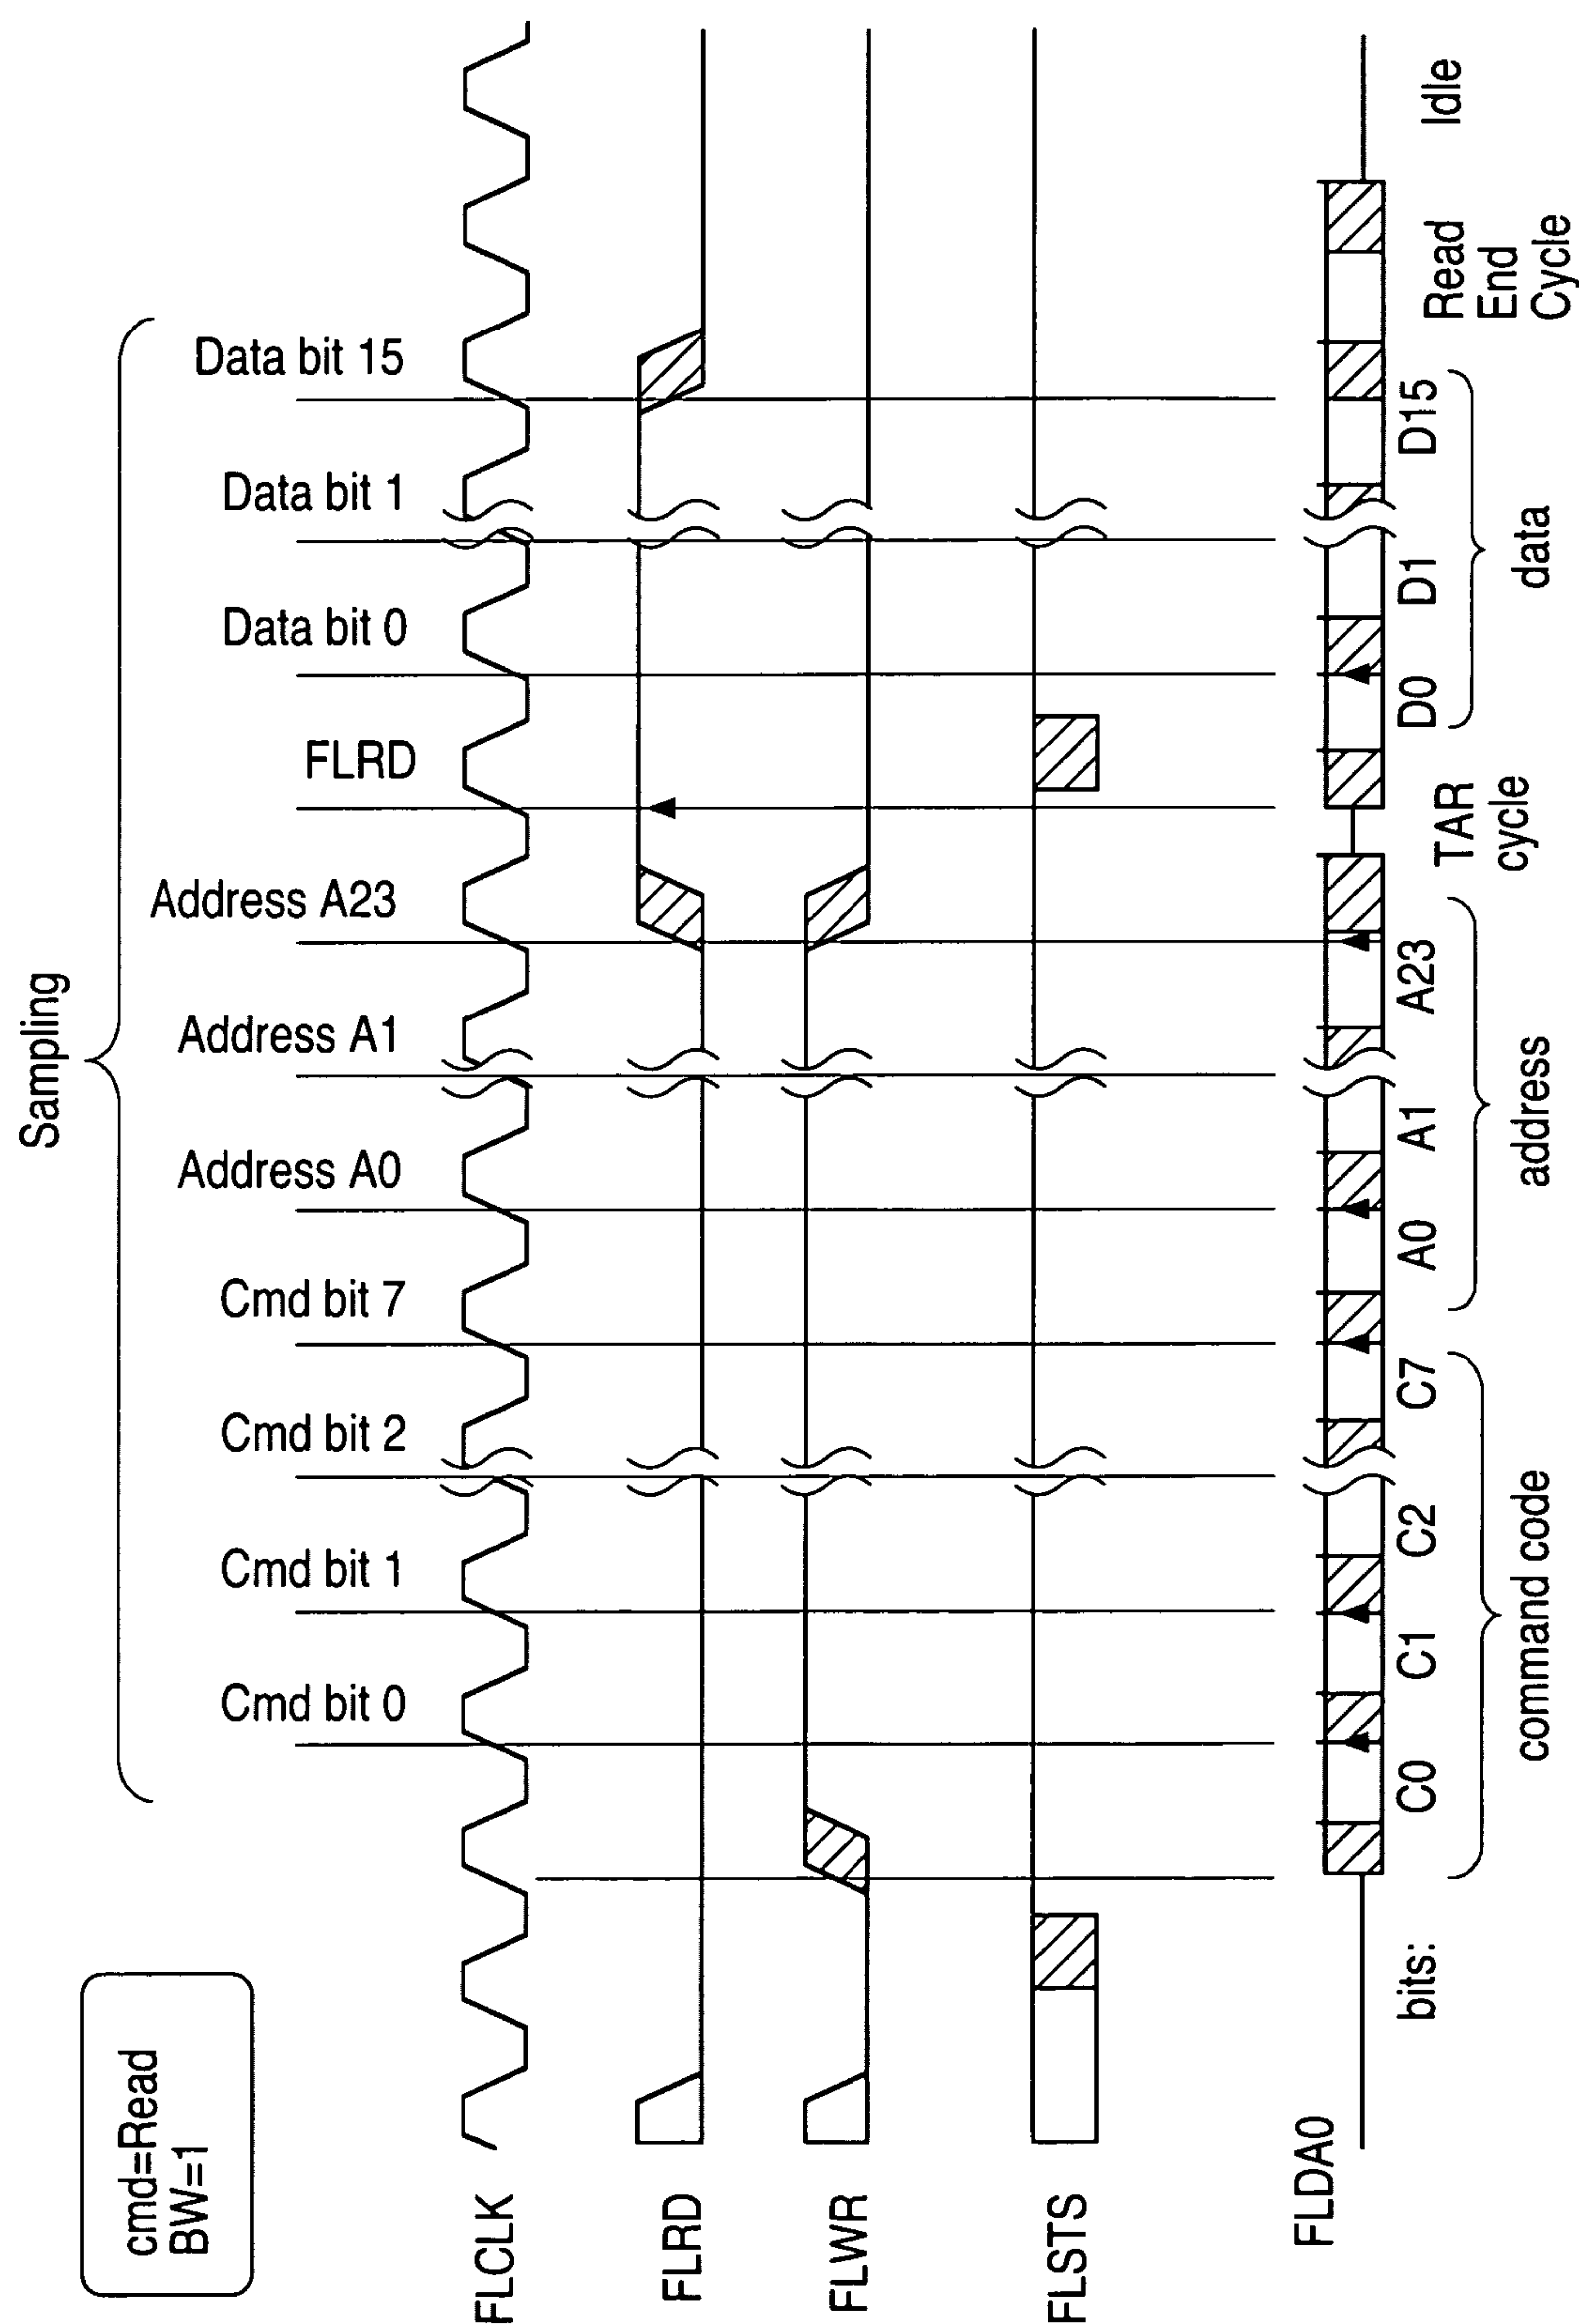 cmd=Read
BW=1
Sampling
Cmd bit 0
Cmd bit 1
Cmd bit 2
Cmd bit 7
Address A0
Address A1
Address A23
FLRD
Data bit 0
Data bit 1
Data bit 15
FLCLK
FLRD
FLWR
FLSTS
FLDA0
bits:
C0
C1
C2
C7
A0
A1
A23
TAR
cycle
D0
D1
D15
Read
End
Cycle
Idle
command code
address
data